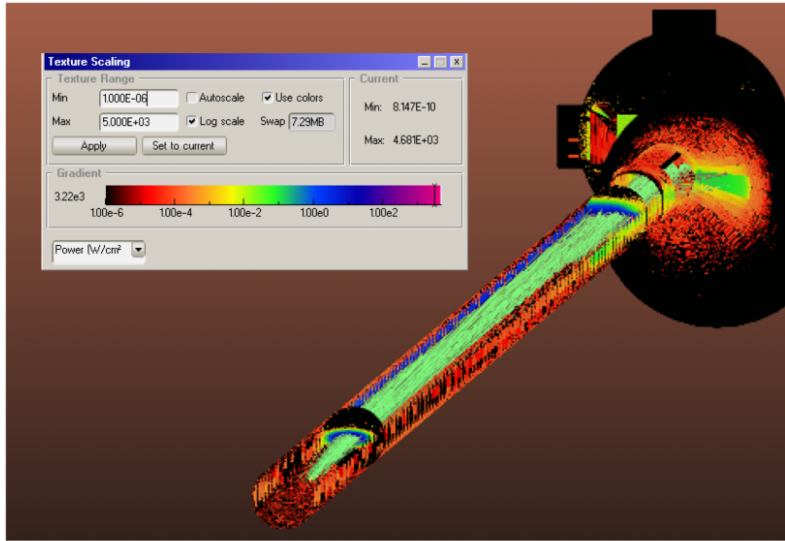 Texture Scaling
Texture Range
Min 1.000E-06 Autoscale Use colors
Max 5.000E+03 Log scale Swap 7.29MB
Apply Set to current
Current
Min: 8.147E-10
Max: 4.681E+03
Gradient
3.22e3
1.00e-6 1.00e-4 1.00e-2 1.00e0 1.00e2
Power (W/cm²